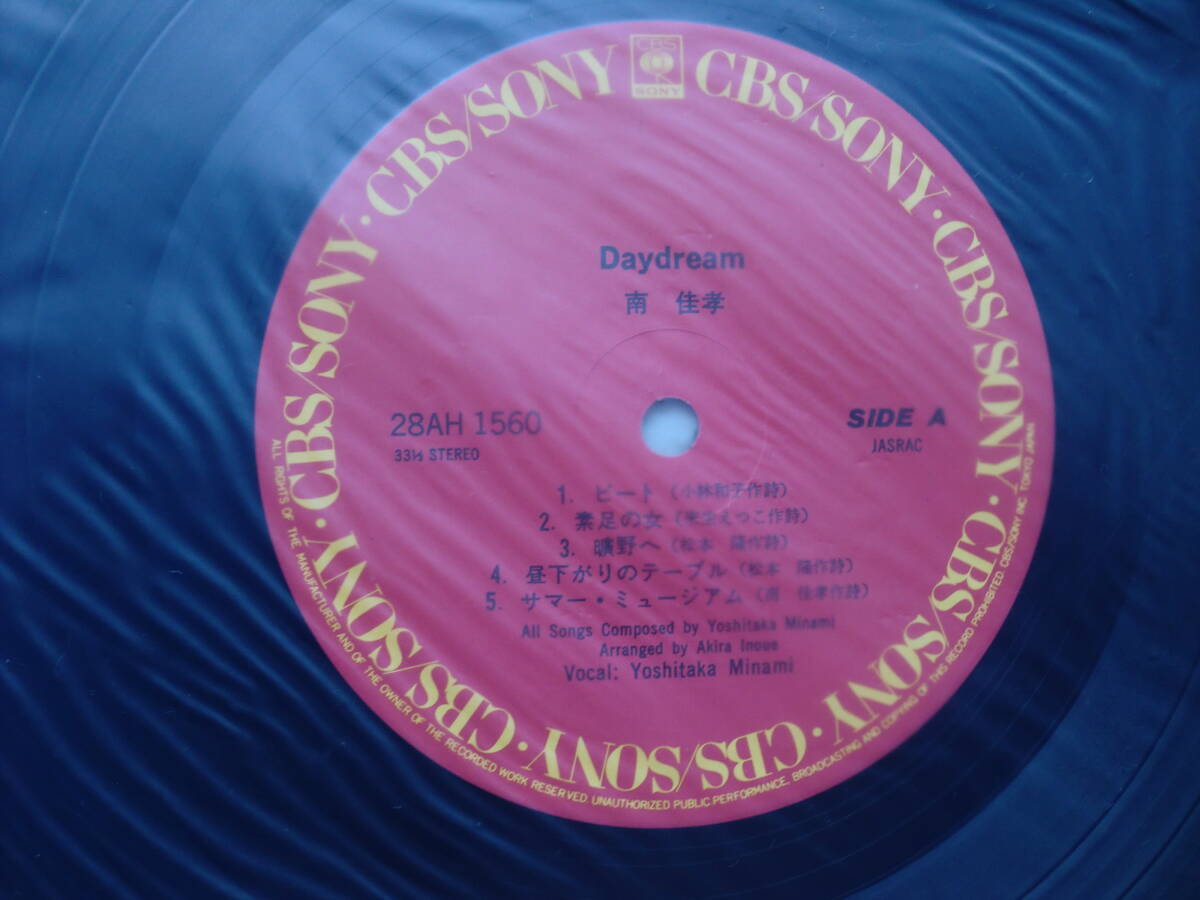 CBS
SONY
CBS/SONY · CBS/SONY · CBS/SONY · CBS/SONY · CBS/SONY · CBS/SONY · CBS/SONY · CBS/SONY · CBS/SONY
Daydream
南 佳孝
28AH 1560
SIDE A
33⅓ STEREO
JASRAC
1. ビート (小林和子作詩)
2. 素足の女 (来生えつこ作詩)
3. 曠野へ (松本 隆作詩)
4. 昼下がりのテーブル (松本 隆作詩)
5. サマー・ミュージアム (南 佳孝作詩)
All Songs Composed by Yoshitaka Minami
Arranged by Akira Inoue
Vocal: Yoshitaka Minami
ALL RIGHTS OF THE MANUFACTURER AND OF THE OWNER OF THE RECORDED WORK RESERVED. UNAUTHORIZED PUBLIC PERFORMANCE, BROADCASTING AND COPYING OF THIS RECORD PROHIBITED. CBS/SONY INC. TOKYO JAPAN